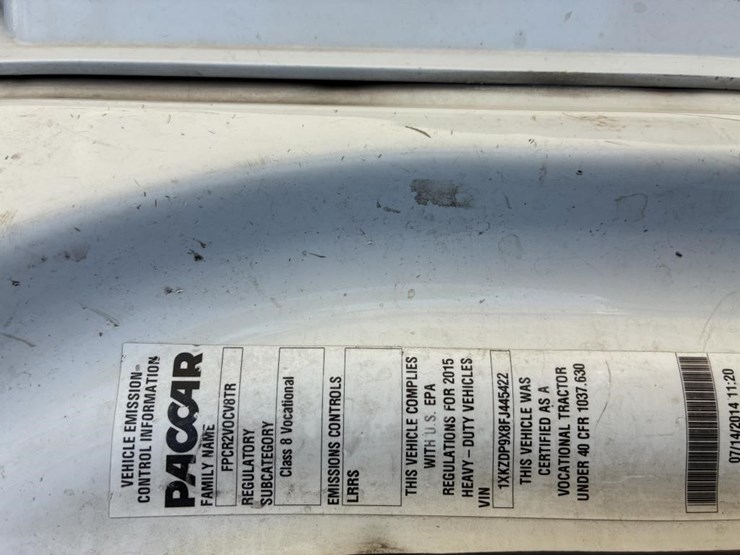 VEHICLE EMISSION
CONTROL INFORMATION
PACCAR
FAMILY NAME
FPCR2VOCV8TR
REGULATORY
SUBCATEGORY
Class 8 Vocational
EMISSIONS CONTROLS
LRRS
THIS VEHICLE COMPLIES
WITH U.S. EPA
REGULATIONS FOR 2015
HEAVY-DUTY VEHICLES
VIN
1XKZDP9X8FJ445422
THIS VEHICLE WAS
CERTIFIED AS A
VOCATIONAL TRACTOR
UNDER 40 CFR 1037.630
07/14/2014 11:20